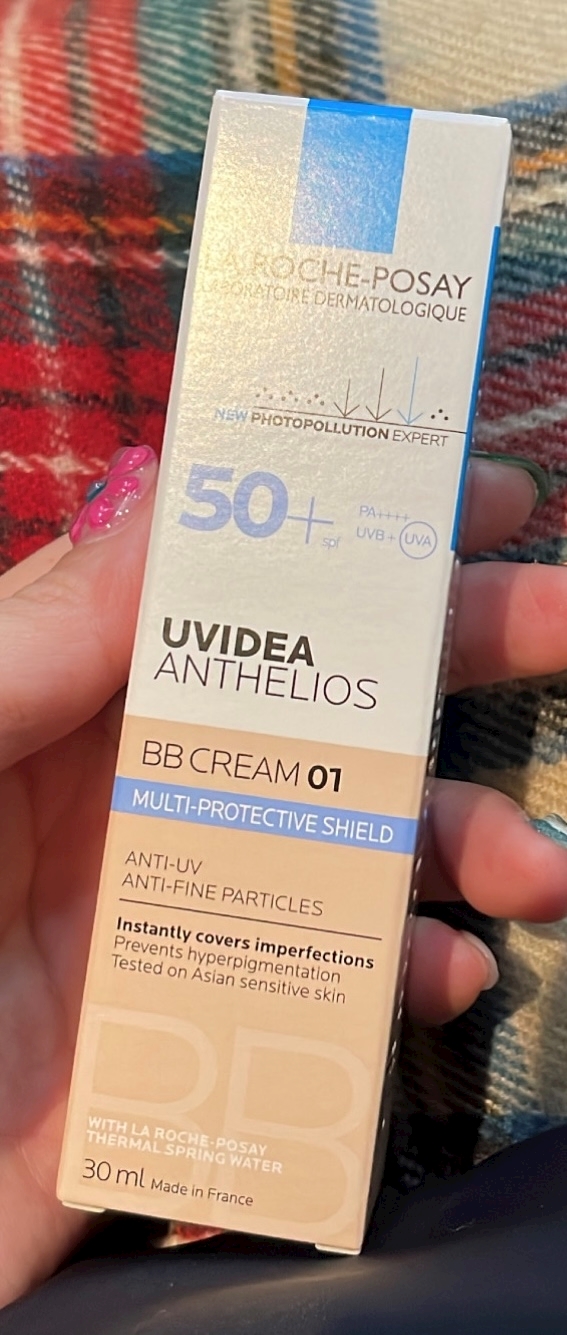 LA ROCHE-POSAY
LABORATOIRE DERMATOLOGIQUE
NEW PHOTOPOLLUTION EXPERT
50+ spf
PA++++
UVB + UVA
UVIDEA
ANTHELIOS
BB CREAM 01
MULTI-PROTECTIVE SHIELD
ANTI-UV
ANTI-FINE PARTICLES
Instantly covers imperfections
Prevents hyperpigmentation
Tested on Asian sensitive skin
BB
WITH LA ROCHE-POSAY
THERMAL SPRING WATER
30 ml Made in France